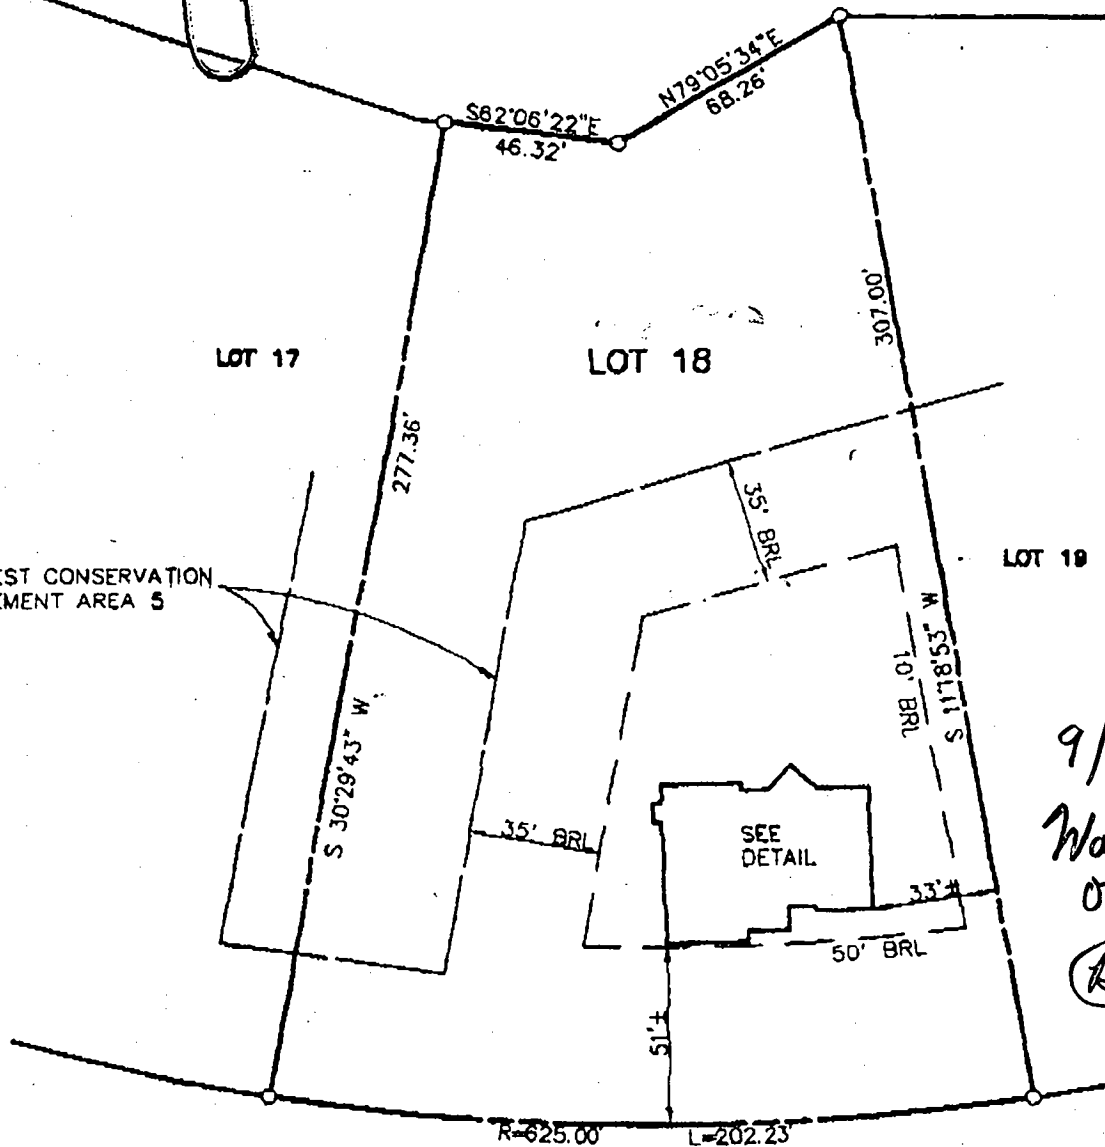 S62°06'22"E
46.32'
N79°05'34"E
68.26'
307.00'
LOT 17
LOT 18
277.36'
35' BRL
EST CONSERVATION
EMENT AREA 5
LOT 19
S 11°18'53" W
10' BRL
S 30°29'43" W
35' BRL
SEE
DETAIL
33'±
50' BRL
51'±
R=625.00'
L=202.23'
9/